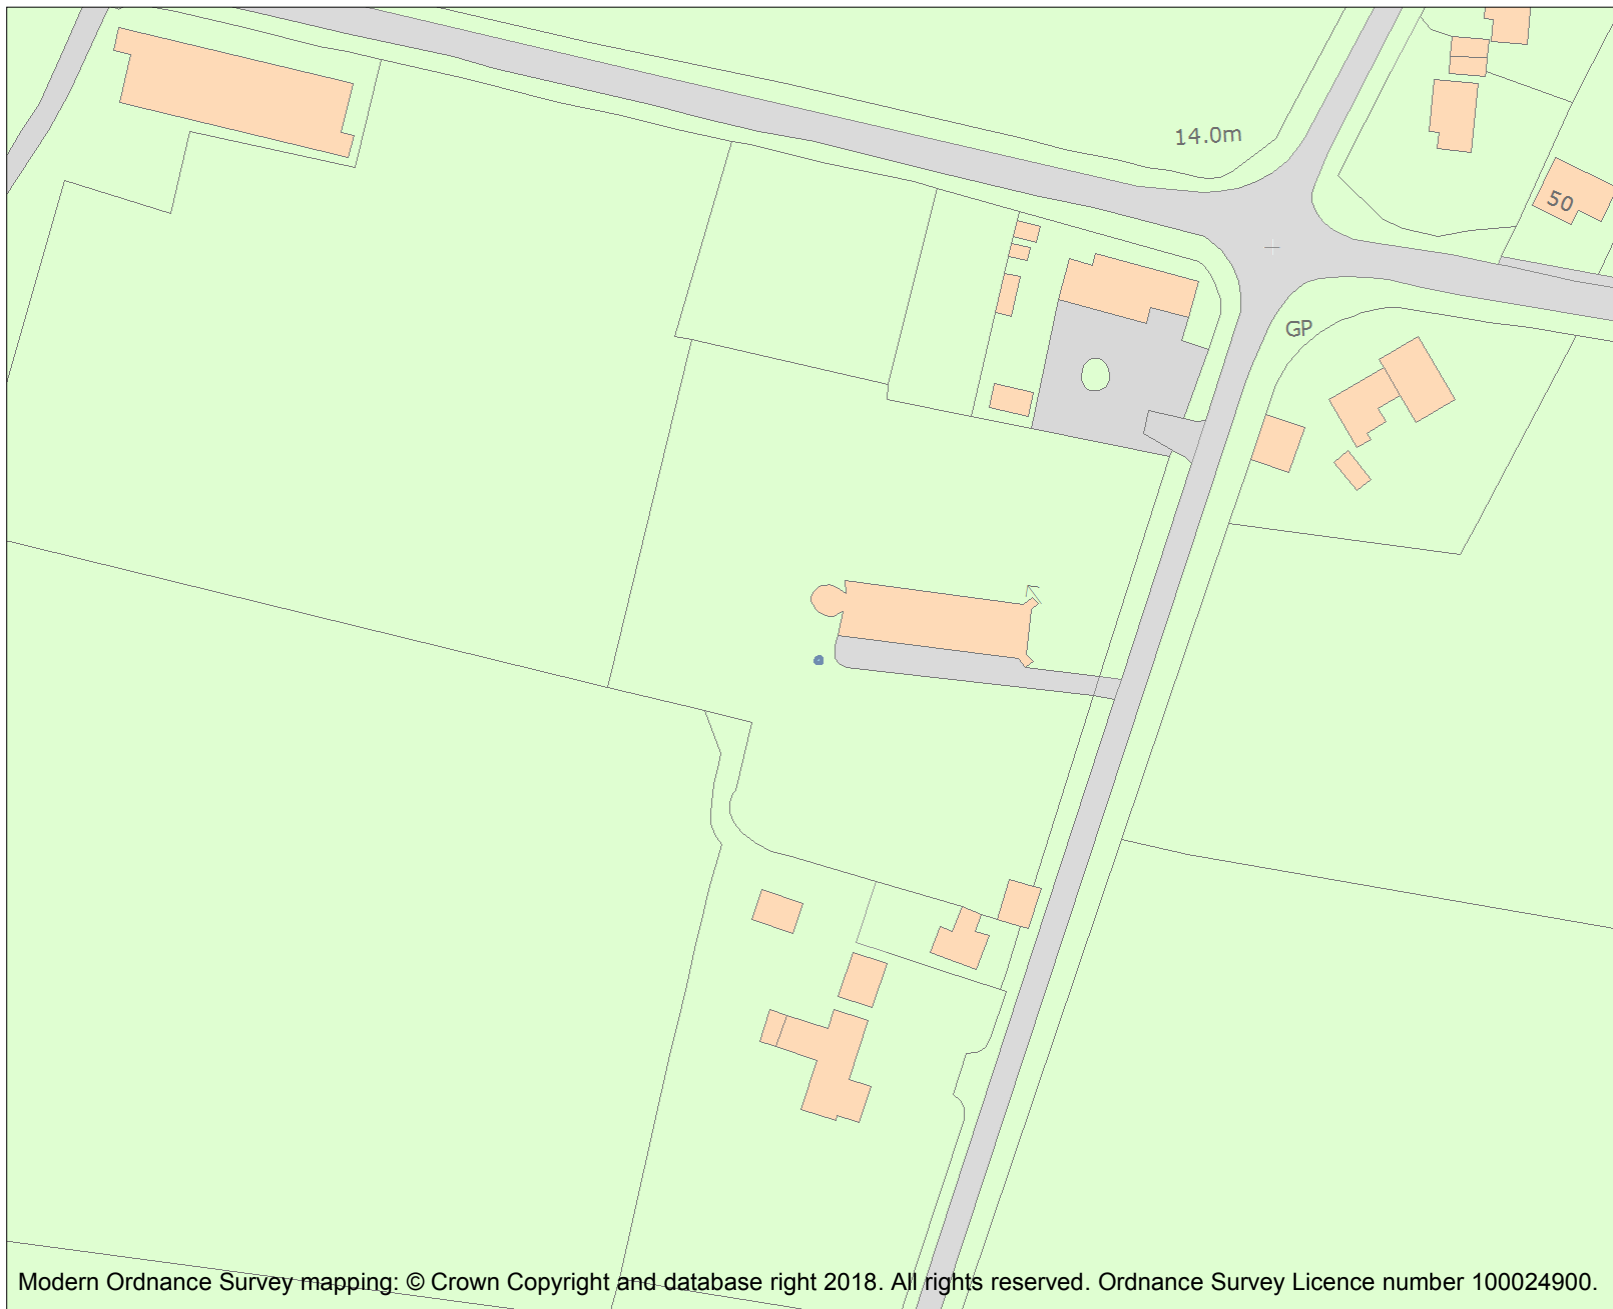 14.0m
50
GP
Modern Ordnance Survey mapping: © Crown Copyright and database right 2018. All rights reserved. Ordnance Survey Licence number 100024900.